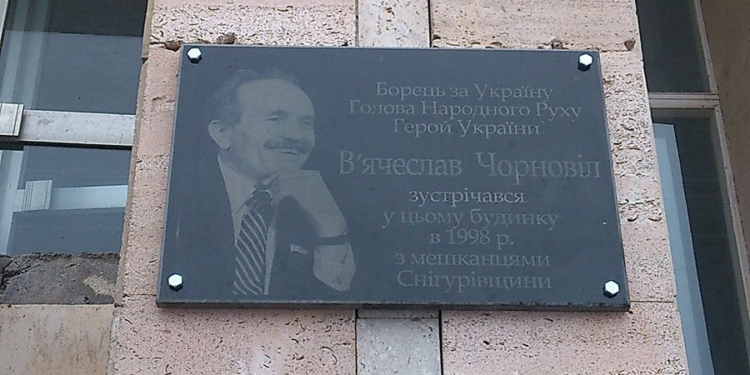 Борець за Україну
Голова Народного Руху
Герой України
В'ячеслав Чорновіл
зустрічався
у цьому будинку
в 1998 р.
з мешканцями
Снігурівщини